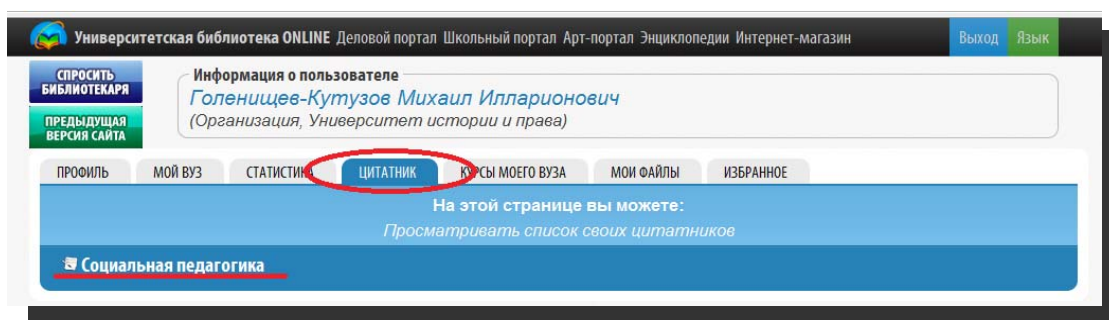 Университетская библиотека ONLINE Деловой портал Школьный портал Арт-портал Энциклопедии Интернет-магазин Выход Язык
СПРОСИТЬ
БИБЛИОТЕКАРЯ
ПРЕДЫДУЩАЯ
ВЕРСИЯ САЙТА
Информация о пользователе
Голенищев-Кутузов Михаил Илларионович
(Организация, Университет истории и права)
ПРОФИЛЬ МОЙ ВУЗ СТАТИСТИКА ЦИТАТНИК КУРСЫ МОЕГО ВУЗА МОИ ФАЙЛЫ ИЗБРАННОЕ
На этой странице вы можете:
Просматривать список своих цитатников
Социальная педагогика